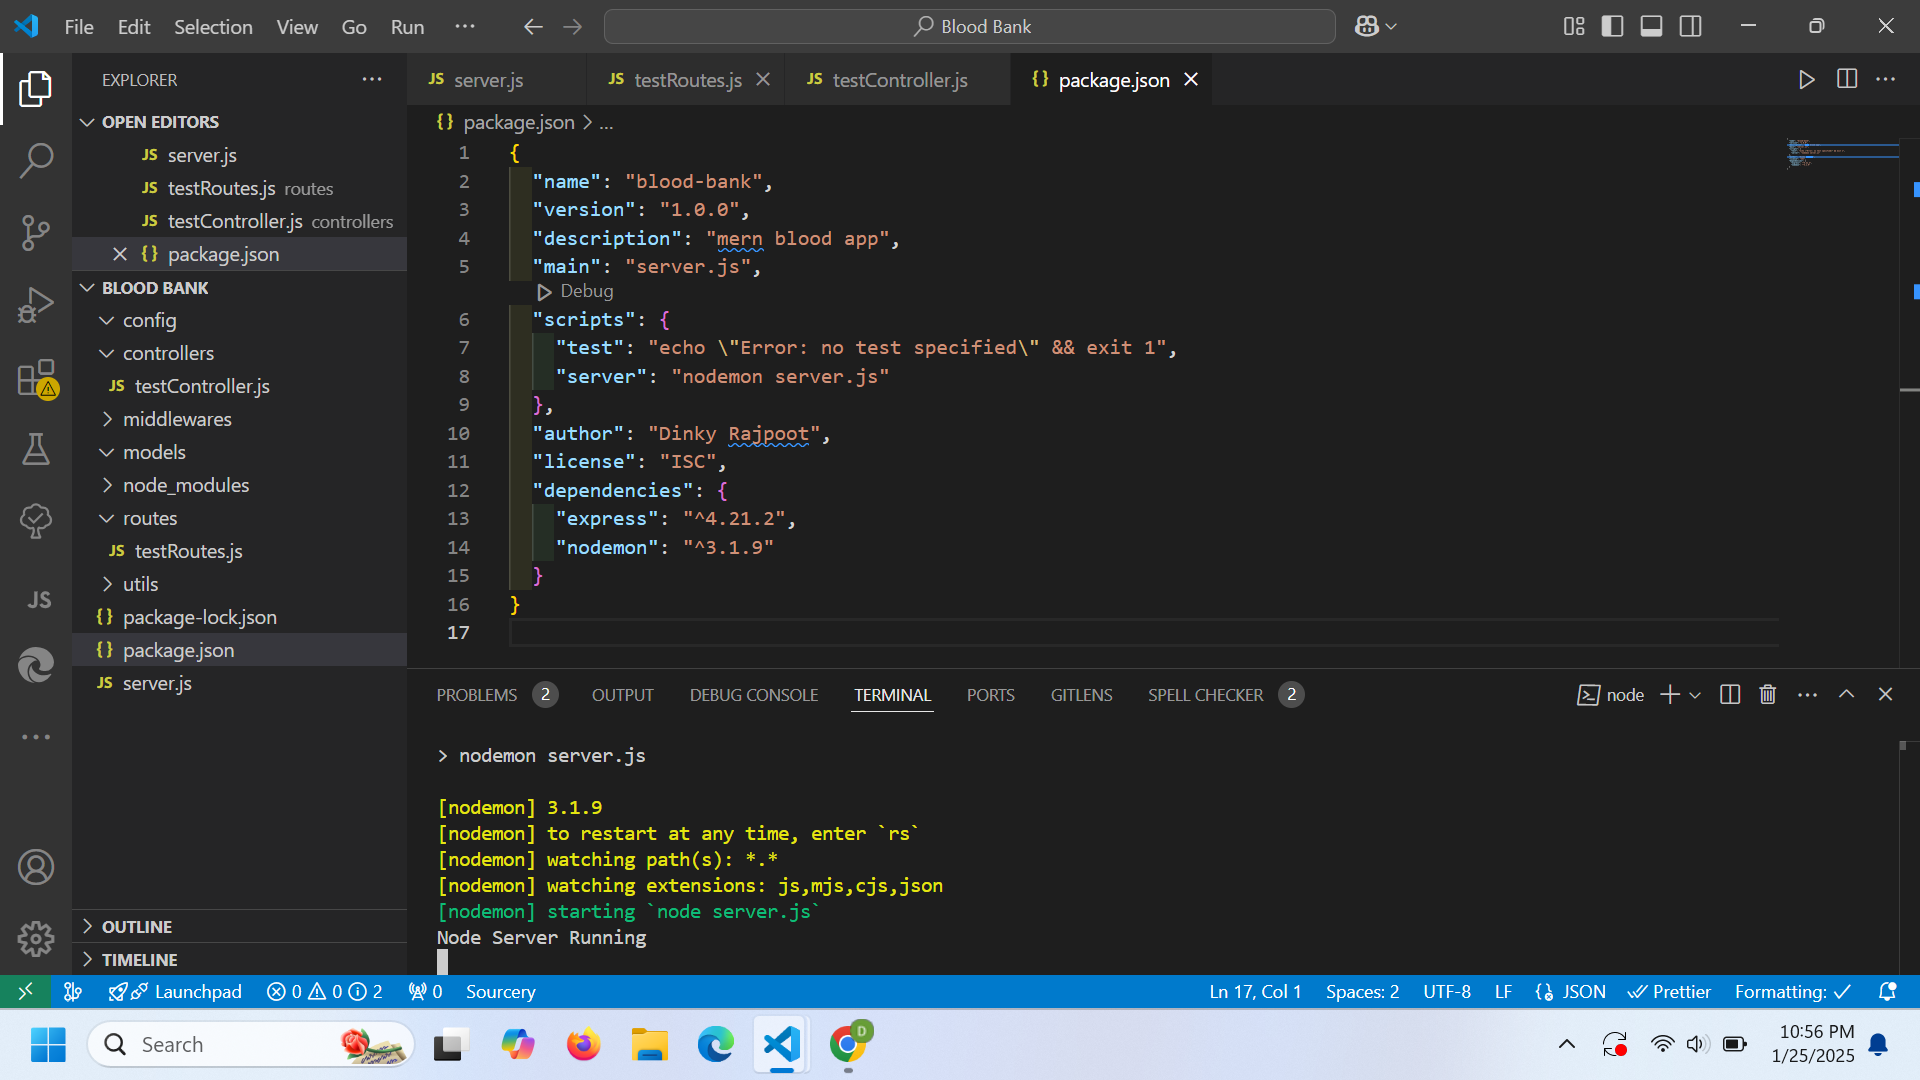 File Edit Selection View Go Run ··· Blood Bank
EXPLORER ···
OPEN EDITORS
JS server.js
JS testRoutes.js routes
JS testController.js controllers
{} package.json
BLOOD BANK
config
controllers
JS testController.js
middlewares
models
node_modules
routes
JS testRoutes.js
utils
{} package-lock.json
{} package.json
JS server.js
OUTLINE
TIMELINE
JS
JS server.js JS testRoutes.js JS testController.js {} package.json
{} package.json > ...
1 {
2 "name": "blood-bank",
3 "version": "1.0.0",
4 "description": "mern blood app",
5 "main": "server.js",
Debug
6 "scripts": {
7 "test": "echo \"Error: no test specified\" && exit 1",
8 "server": "nodemon server.js"
9 },
10 "author": "Dinky Rajpoot",
11 "license": "ISC",
12 "dependencies": {
13 "express": "^4.21.2",
14 "nodemon": "^3.1.9"
15 }
16 }
17
PROBLEMS 2 OUTPUT DEBUG CONSOLE TERMINAL PORTS GITLENS SPELL CHECKER 2 node
> nodemon server.js
[nodemon] 3.1.9
[nodemon] to restart at any time, enter `rs`
[nodemon] watching path(s): *.*
[nodemon] watching extensions: js,mjs,cjs,json
[nodemon] starting `node server.js`
Node Server Running
Launchpad 0 0 2 0 Sourcery Ln 17, Col 1 Spaces: 2 UTF-8 LF {} JSON Prettier Formatting: ✓
Search D 10:56 PM
1/25/2025